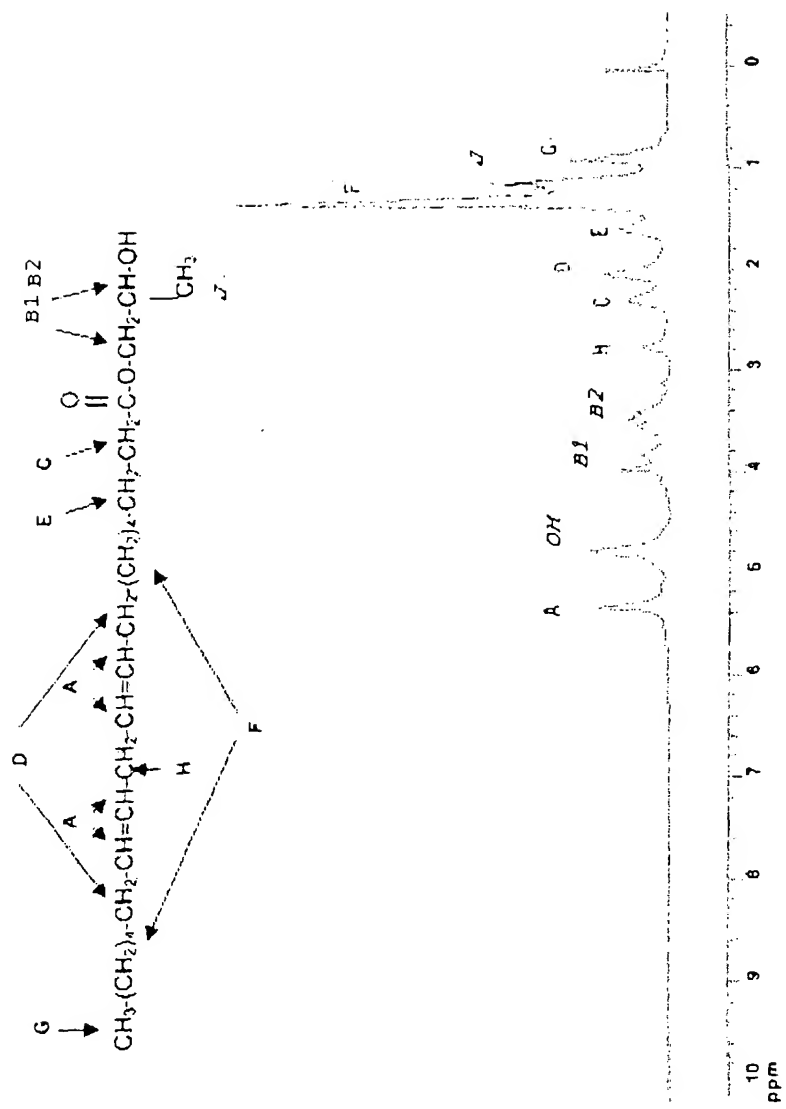 D
G E C B1 B2
A A O
CH₃-(CH₂)₄-CH₂-CH=CH-CH₂-CH=CH-CH₂-(CH₂)₄-CH₂-CH₂-C-O-CH₂-CH-OH
H CH₃
J
F
F
J
G
A OH B1 B2 H C D E
10 9 8 7 6 5 4 3 2 1 0
ppm